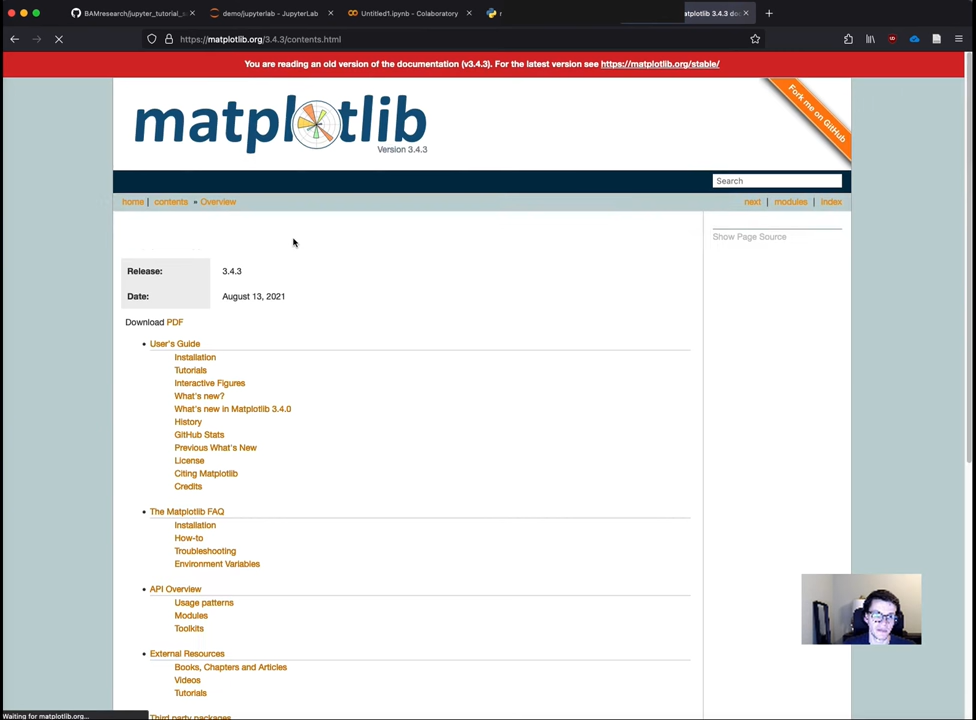 BAMresearch/jupyter_tutorial_s
demo/jupyterlab - JupyterLab
Untitled1.ipynb - Colaboratory
atplotlib 3.4.3 doc
https://matplotlib.org/3.4.3/contents.html
You are reading an old version of the documentation (v3.4.3). For the latest version see https://matplotlib.org/stable/
matplotlib
Version 3.4.3
Fork me on GitHub
Search
home | contents » Overview
next | modules | index
Show Page Source
Release: 3.4.3
Date: August 13, 2021
Download PDF
User's Guide
Installation
Tutorials
Interactive Figures
What's new?
What's new in Matplotlib 3.4.0
History
GitHub Stats
Previous What's New
License
Citing Matplotlib
Credits
The Matplotlib FAQ
Installation
How-to
Troubleshooting
Environment Variables
API Overview
Usage patterns
Modules
Toolkits
External Resources
Books, Chapters and Articles
Videos
Tutorials
Third party packages
Waiting for matplotlib.org...